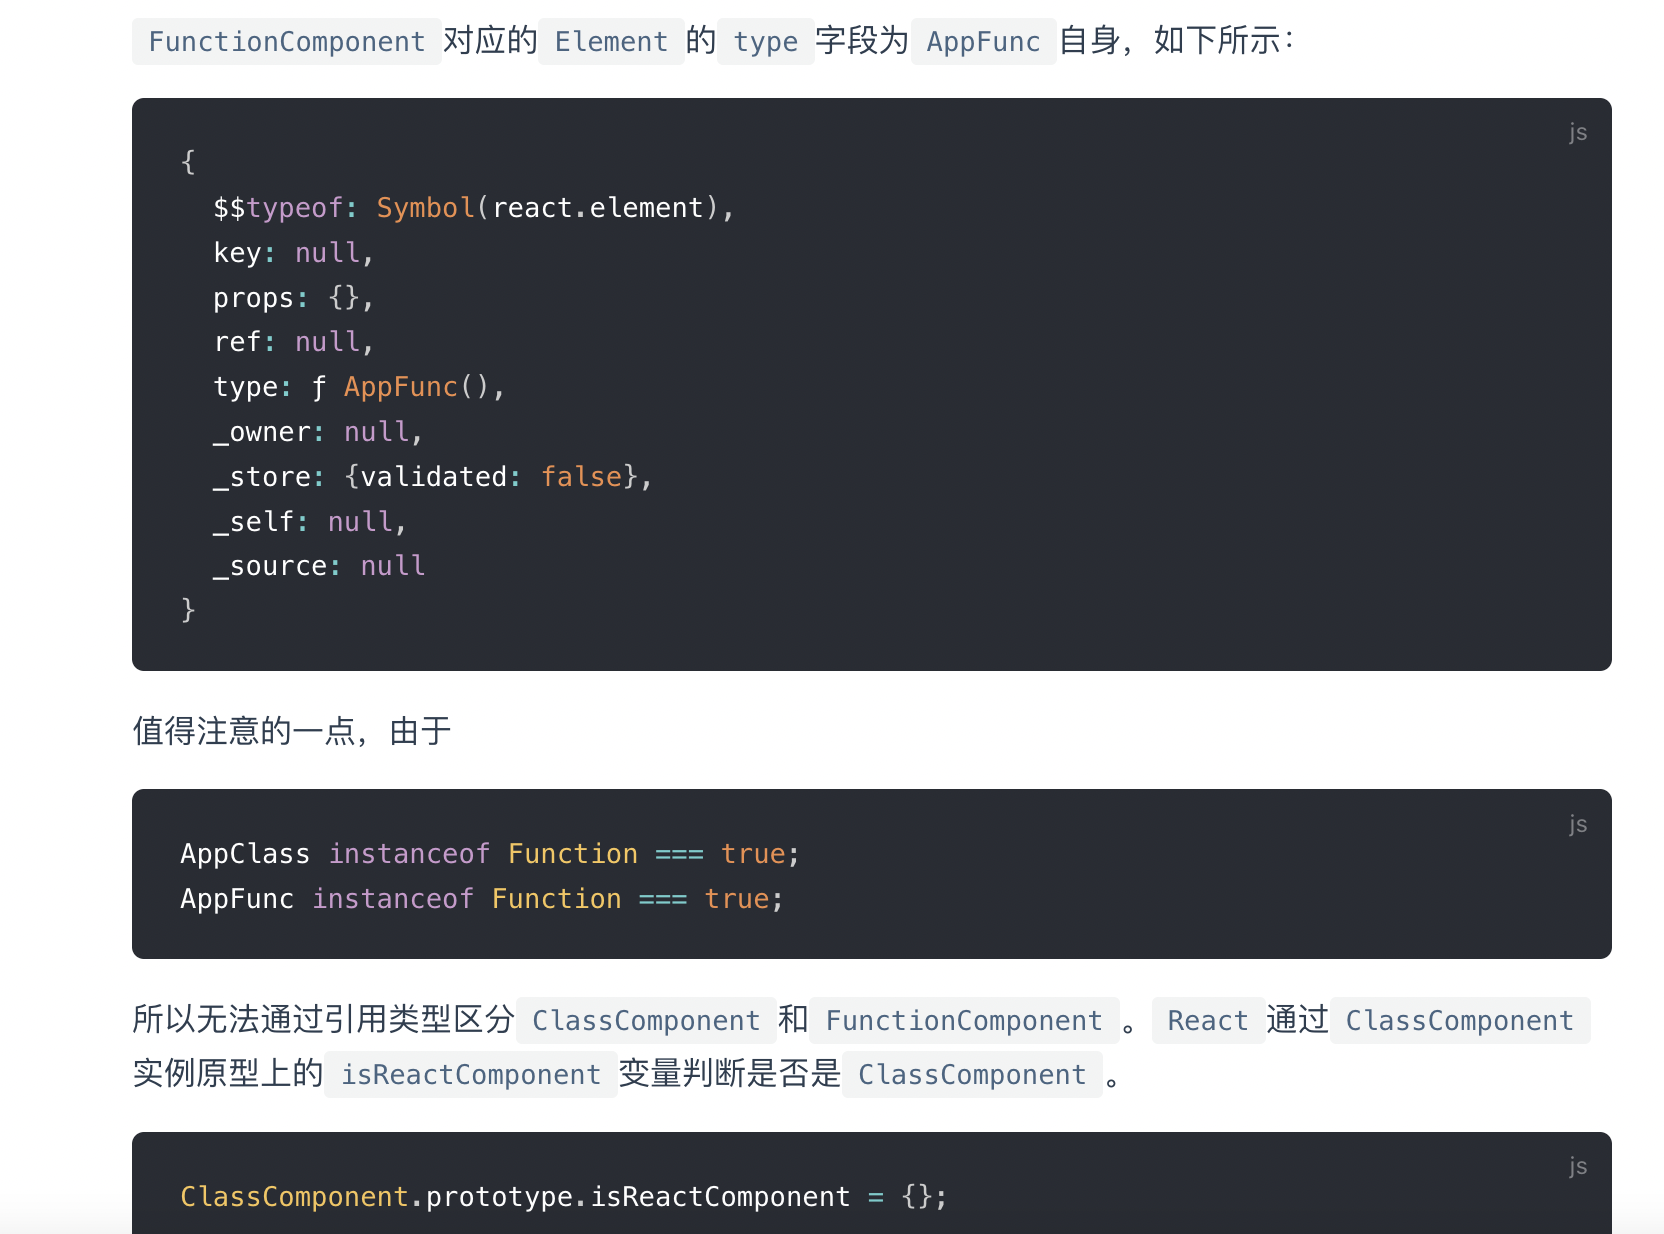 FunctionComponent 对应的 Element 的 type 字段为 AppFunc 自身，如下所示：
js
{
  $$typeof: Symbol(react.element),
  key: null,
  props: {},
  ref: null,
  type: ƒ AppFunc(),
  _owner: null,
  _store: {validated: false},
  _self: null,
  _source: null
}
值得注意的一点，由于
js
AppClass instanceof Function === true;
AppFunc instanceof Function === true;
所以无法通过引用类型区分 ClassComponent 和 FunctionComponent 。 React 通过 ClassComponent
实例原型上的 isReactComponent 变量判断是否是 ClassComponent 。
js
ClassComponent.prototype.isReactComponent = {};